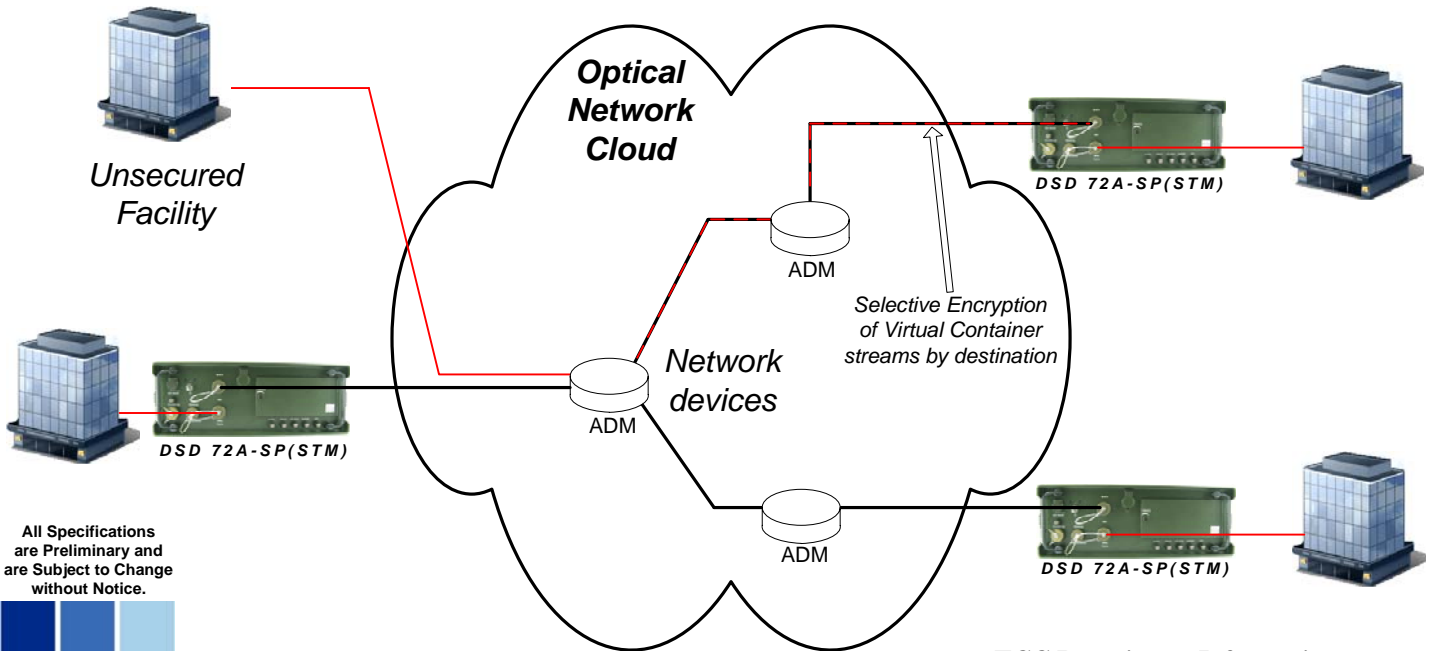 Optical
Network
Cloud
Unsecured
Facility
DSD 72A-SP(STM)
ADM
Selective Encryption
of Virtual Container
streams by destination
Network
devices
ADM
DSD 72A-SP(STM)
ADM
DSD 72A-SP(STM)
All Specifications
are Preliminary and
are Subject to Change
without Notice.